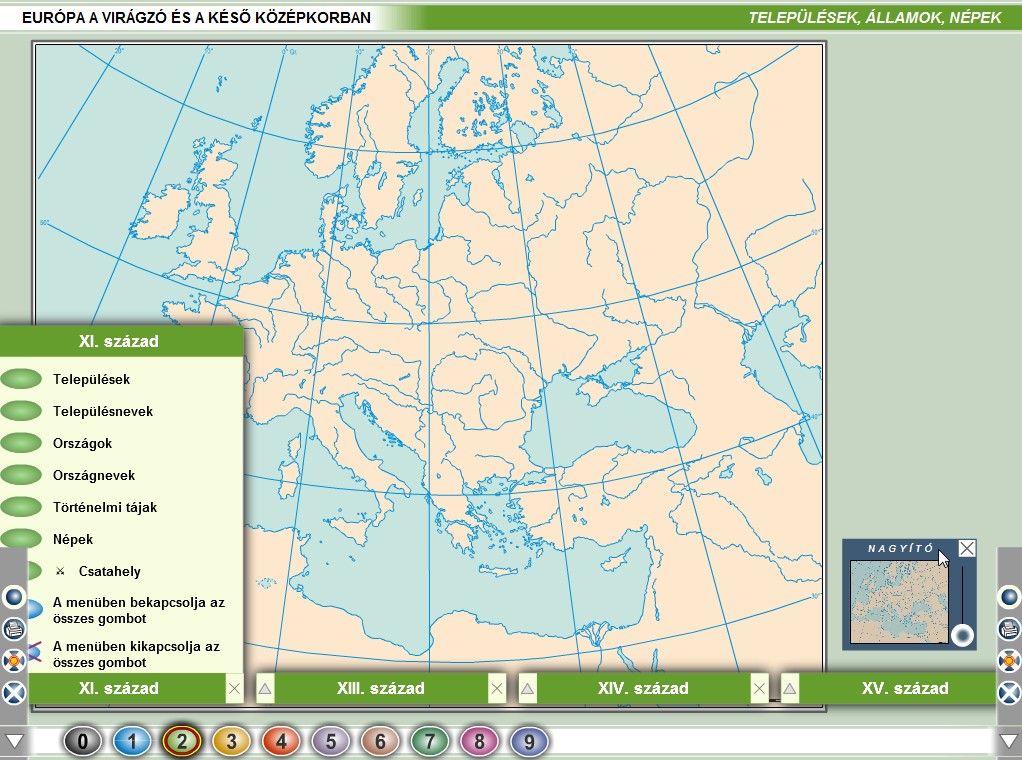 EURÓPA A VIRÁGZÓ ÉS A KÉSŐ KÖZÉPKORBAN
TELEPÜLÉSEK, ÁLLAMOK, NÉPEK
XI. század
Települések
Településnevek
Országok
Országnevek
Történelmi tájak
Népek
Csatahely
A menüben bekapcsolja az
összes gombot
A menüben kikapcsolja az
összes gombot
NAGYÍTÓ
XI. század
XIII. század
XIV. század
XV. század
0 1 2 3 4 5 6 7 8 9